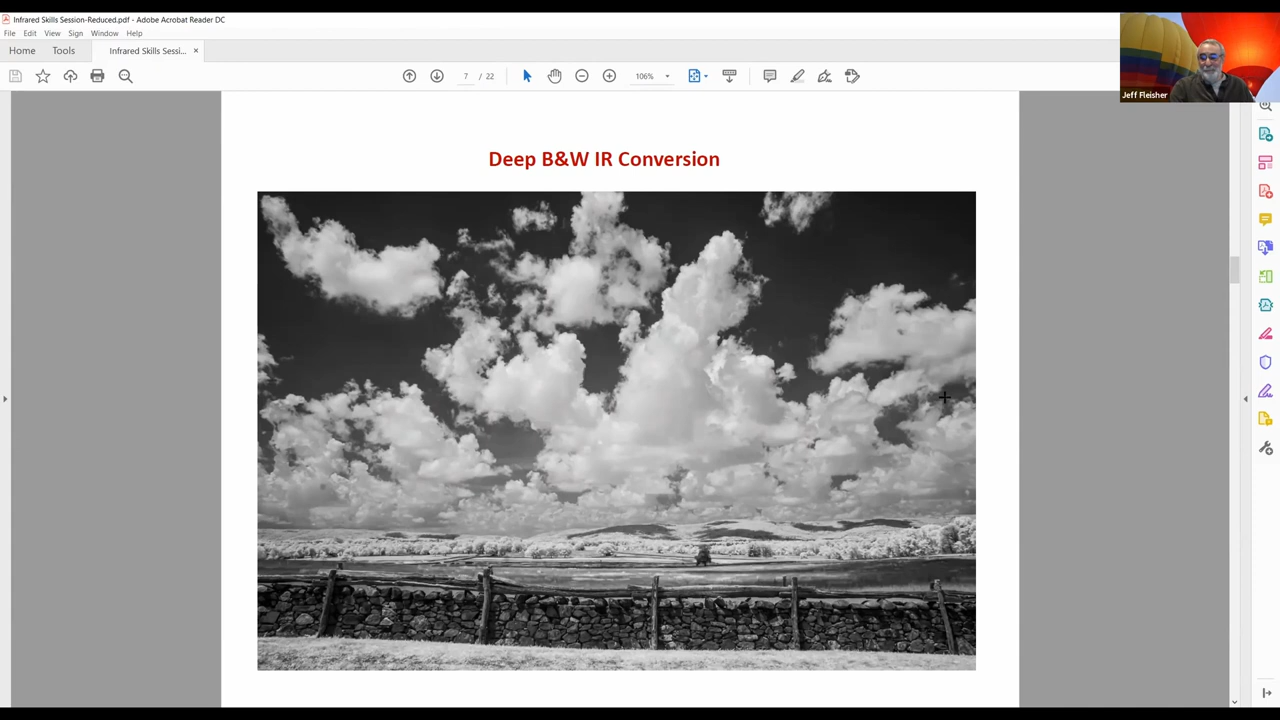 Infrared Skills Session-Reduced.pdf - Adobe Acrobat Reader DC
File Edit View Sign Window Help
Home Tools Infrared Skills Sessi... ×
7 / 22 106%
Jeff Fleisher
Deep B&W IR Conversion